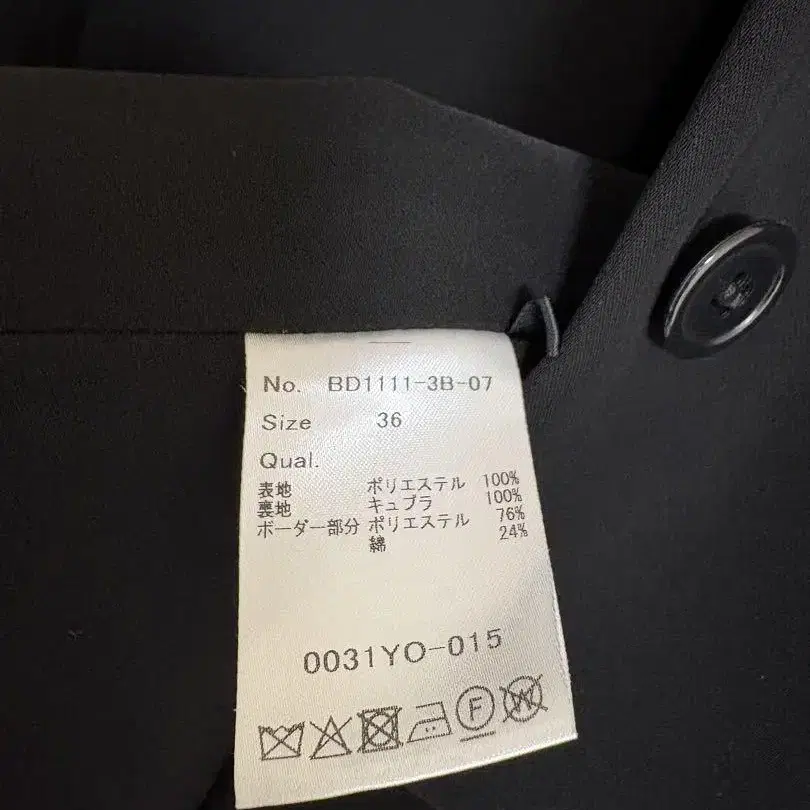 No. BD1111-3B-07
Size 36
Qual.
表地 ポリエステル 100%
裏地 キュプラ 100%
ボーダー部分 ポリエステル 76%
綿 24%
0031YO-015
F W